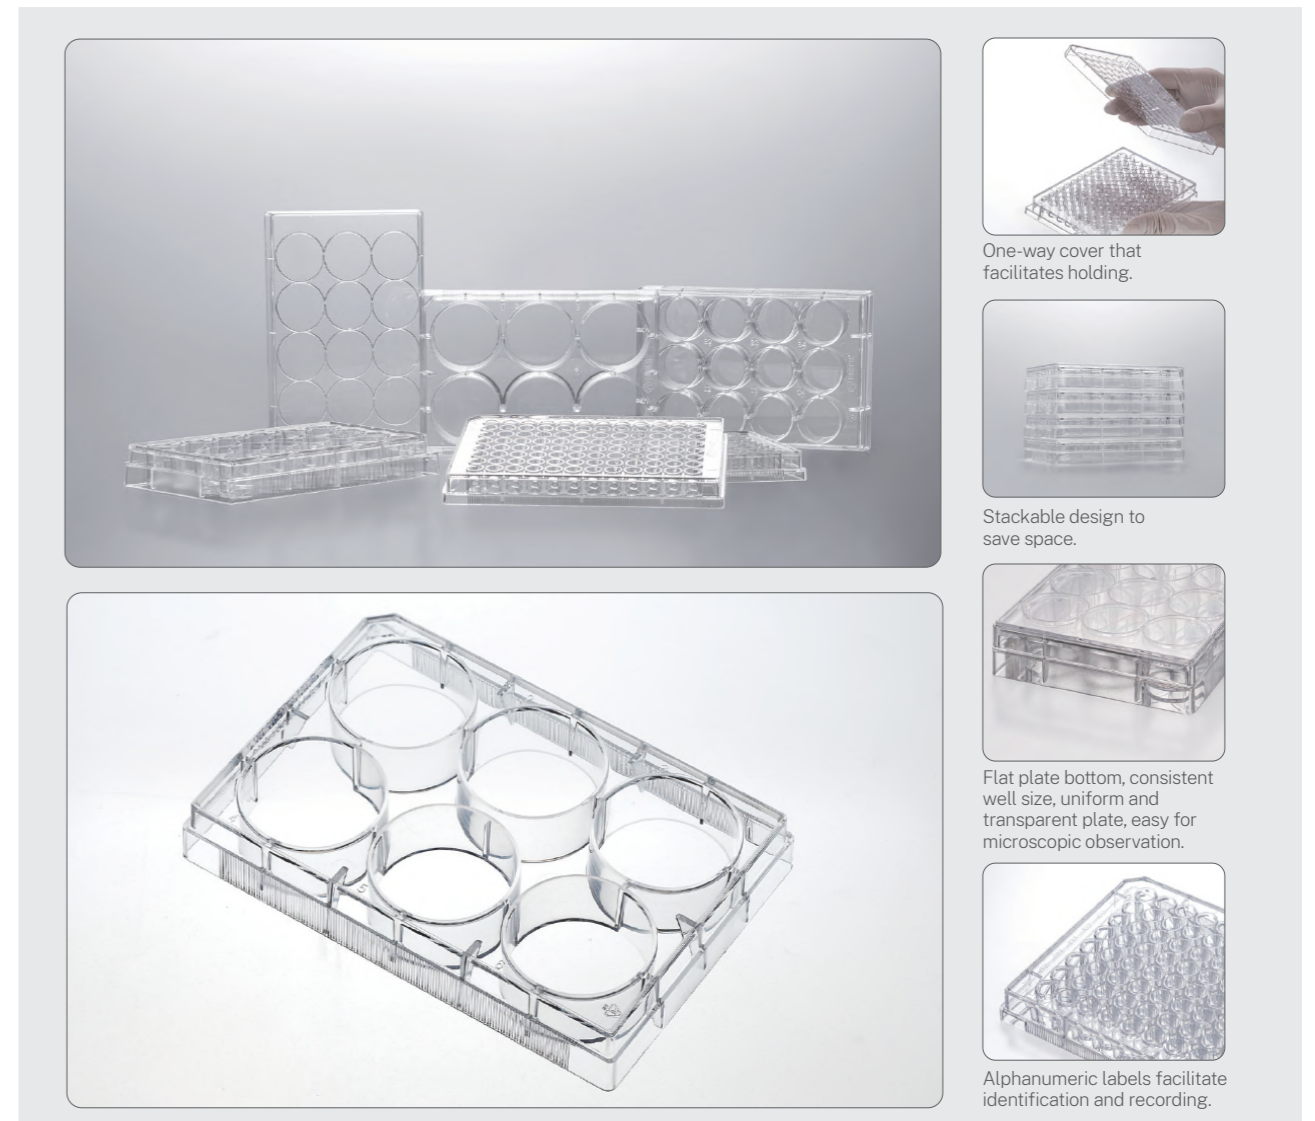 One-way cover that
facilitates holding.
Stackable design to
save space.
Flat plate bottom, consistent
well size, uniform and
transparent plate, easy for
microscopic observation.
Alphanumeric labels facilitate
identification and recording.